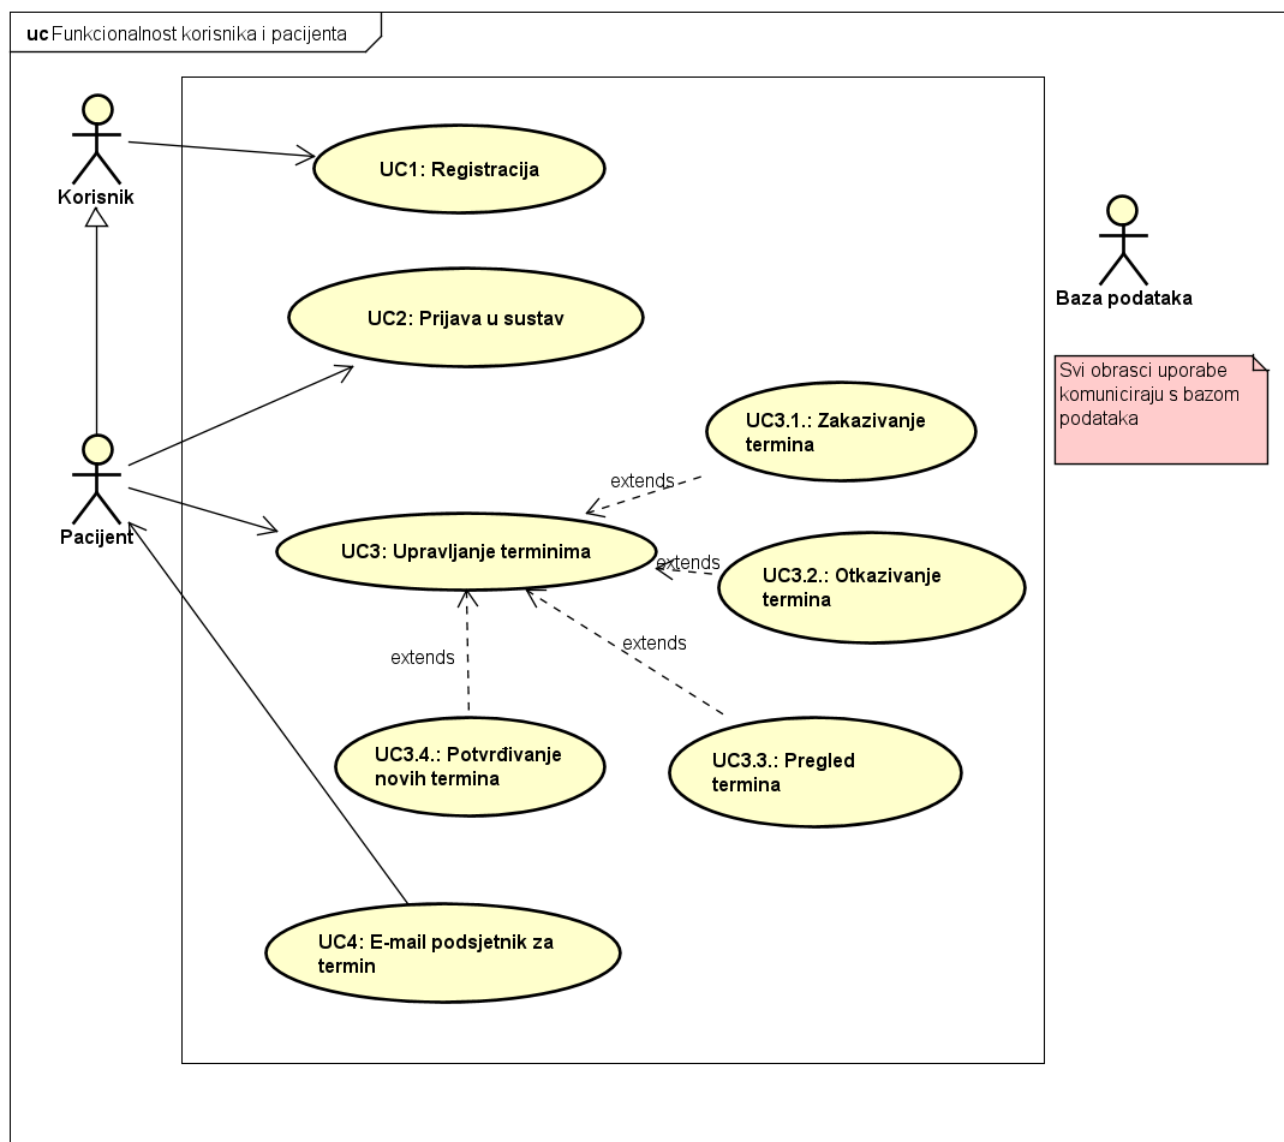 uc Funkcionalnost korisnika i pacijenta
Korisnik
UC1: Registracija
UC2: Prijava u sustav
Baza podataka
Svi obrasci uporabe
komuniciraju s bazom
podataka
UC3.1.: Zakazivanje
termina
extends
Pacijent
UC3: Upravljanje terminima
extends
UC3.2.: Otkazivanje
termina
extends
extends
UC3.4.: Potvrđivanje
novih termina
UC3.3.: Pregled
termina
UC4: E-mail podsjetnik za
termin